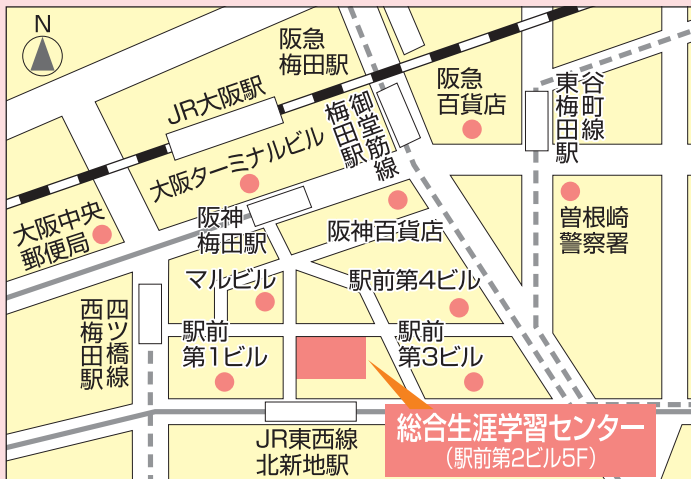 N
阪急
梅田駅
JR大阪駅
阪急
百貨店
御堂筋線
梅田駅
谷町線
東梅田駅
大阪ターミナルビル
大阪中央
郵便局
阪神
梅田駅
阪神百貨店
曽根崎
警察署
マルビル
駅前第4ビル
四ツ橋線
西梅田駅
駅前
第1ビル
駅前
第3ビル
総合生涯学習センター
(駅前第2ビル5F)
JR東西線
北新地駅